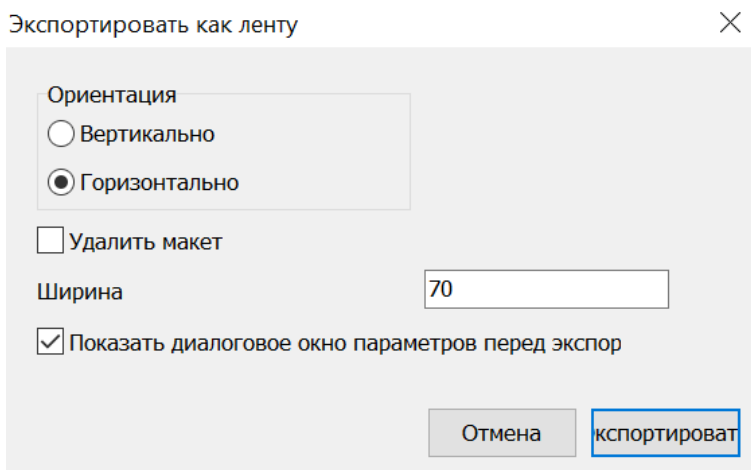 Экспортировать как ленту
Ориентация
Вертикально
Горизонтально
Удалить макет
Ширина
70
Показать диалоговое окно параметров перед экспор
Отмена
кспортироват